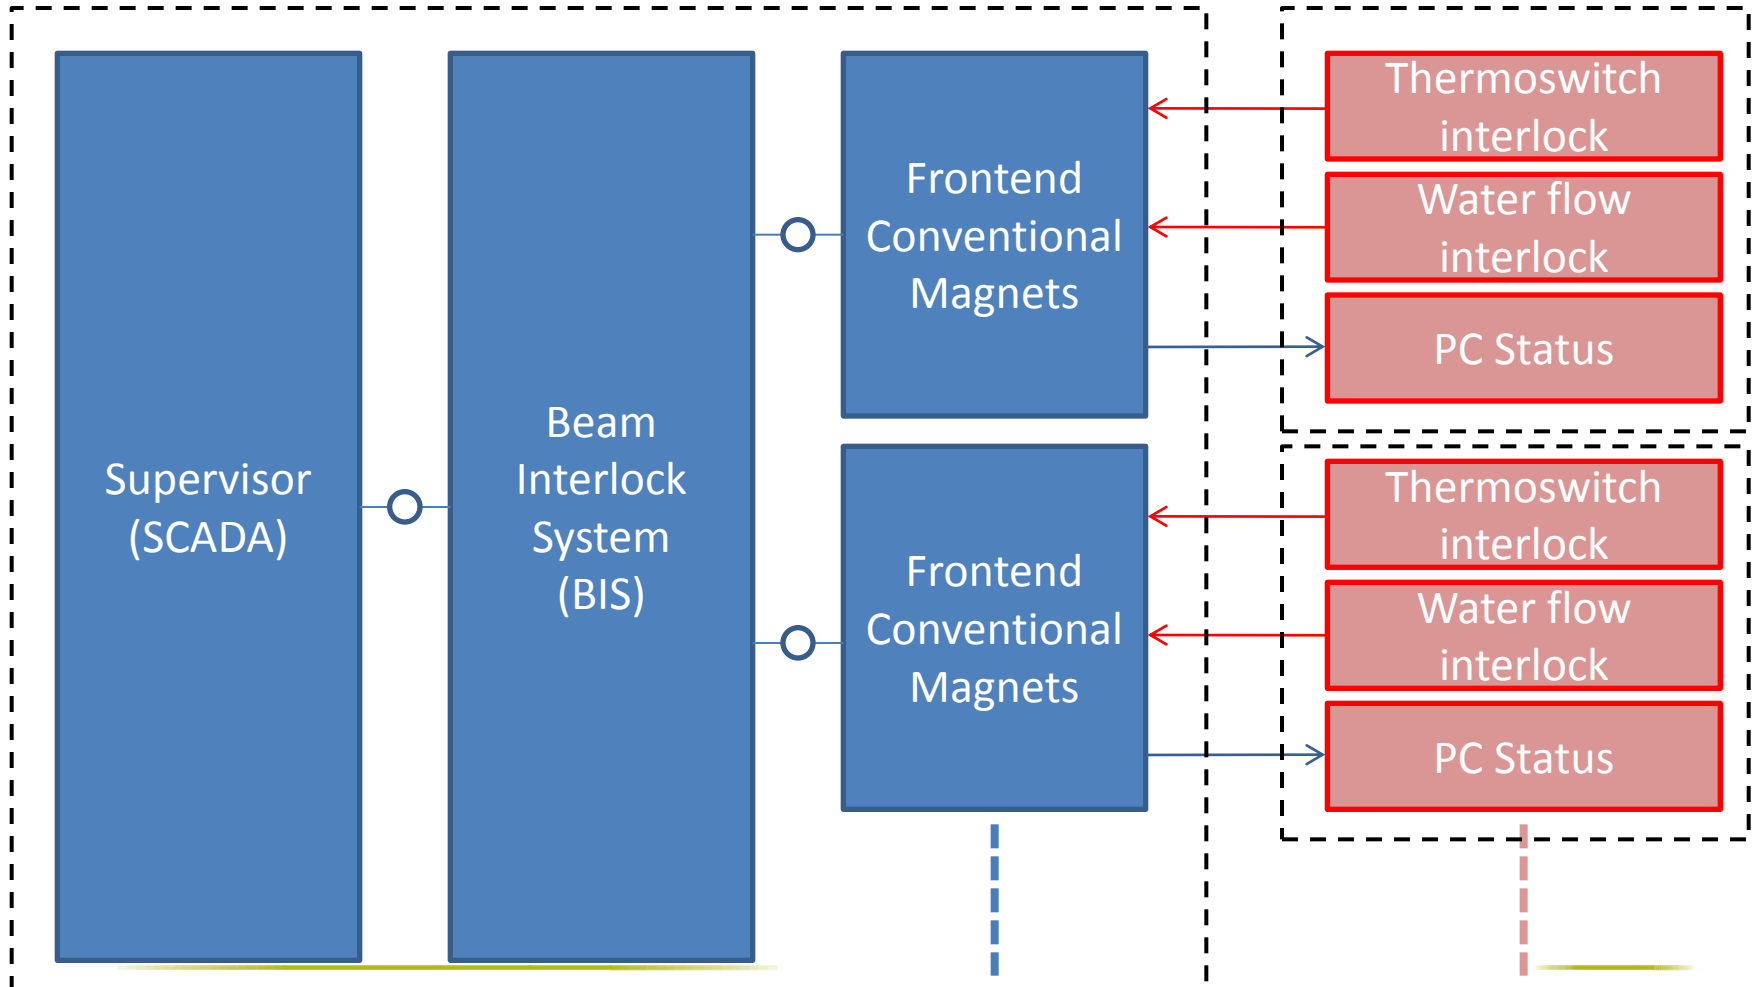 Supervisor
(SCADA)
Beam
Interlock
System
(BIS)
Frontend
Conventional
Magnets
Thermoswitch
interlock
Water flow
interlock
PC Status
Frontend
Conventional
Magnets
Thermoswitch
interlock
Water flow
interlock
PC Status